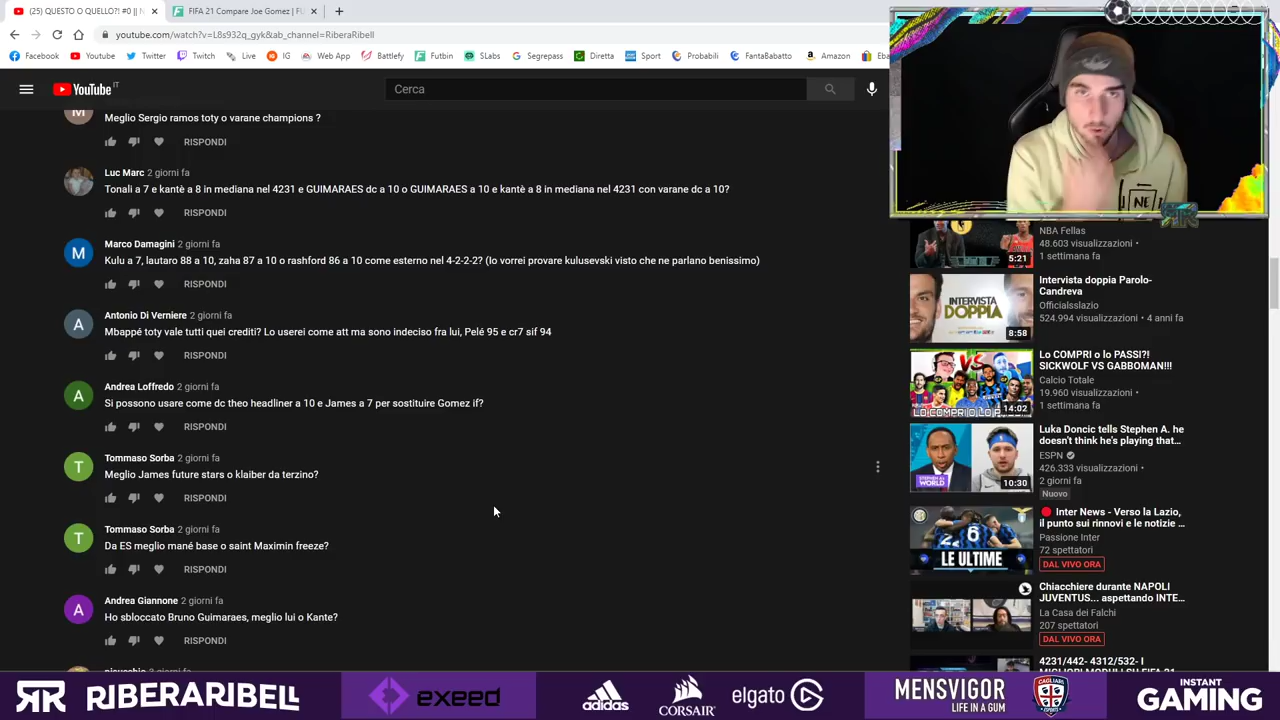 (25) QUESTO O QUELLO?! #0 || N
FIFA 21 Compare Joe Gomez | FU
Facebook
Youtube
Twitter
Twitch
Live
IG
Web App
Battlefy
Futbin
SLabs
Segrepass
Diretta
Sport
Probabili
FantaBabatto
Amazon
YouTube IT
Cerca
Meglio Sergio ramos toty o varane champions ?
RISPONDI
Luc Marc 2 giorni fa
Tonali a 7 e kantè a 8 in mediana nel 4231 e GUIMARAES dc a 10 o GUIMARAES a 10 e kantè a 8 in mediana nel 4231 con varane dc a 10?
RISPONDI
Marco Damagini 2 giorni fa
Kulu a 7, lautaro 88 a 10, zaha 87 a 10 o rashford 86 a 10 come esterno nel 4-2-2-2? (lo vorrei provare kulusevski visto che ne parlano benissimo)
RISPONDI
Antonio Di Verniere 2 giorni fa
Mbappé toty vale tutti quei crediti? Lo userei come att ma sono indeciso fra lui, Pelé 95 e cr7 sif 94
RISPONDI
Andrea Loffredo 2 giorni fa
Si possono usare come dc theo headliners o mukiele a 7 per sostituire Gomez if?
RISPONDI
Tommaso Sorba 2 giorni fa
Meglio James future stars o klaiber da terzino?
RISPONDI
Tommaso Sorba 2 giorni fa
Da ES meglio mané base o saint Maximin fresze?
RISPONDI
Andrea Giannone 2 giorni fa
Ho sbloccato Bruno Guimaraes, meglio lui o kante?
RISPONDI
NBA Fellas
48.603 visualizzazioni •
1 settimana fa
5:21
Intervista doppia Parolo-
Candreva
Officialsslazio
524.994 visualizzazioni • 4 anni fa
INTERVISTA
DOPPIA
8:58
Lo COMPRI o lo PASSI?!
SICKWOLF VS GABBOMAN!!!
Calcio Totale
19.960 visualizzazioni •
1 settimana fa
VS
14:02
Luka Doncic tells Stephen A. he
doesn't think he's playing that…
ESPN
426.333 visualizzazioni •
2 giorni fa
Nuovo
WORLD
10:30
Inter News - Verso la Lazio,
il punto sui rinnovi e le notizie …
Passione Inter
72 spettatori
DAL VIVO ORA
LE ULTIME
Chiacchiere durante NAPOLI
JUVENTUS... aspettando INTE…
La Casa dei Falchi
207 spettatori
DAL VIVO ORA
4231/442- 4312/532- I
RR RIBERARIBELL
exeed
adidas
CORSAIR
elgato
MENSVIGOR
LIFE IN A GUM
CAGLIARI
INSTANT
GAMING